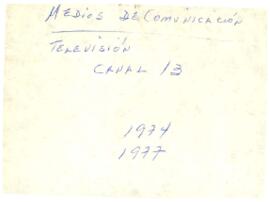 MEDIOS DE COMUNICACIÓN
TELEVISIÓN
CANAL 13
1974
1977